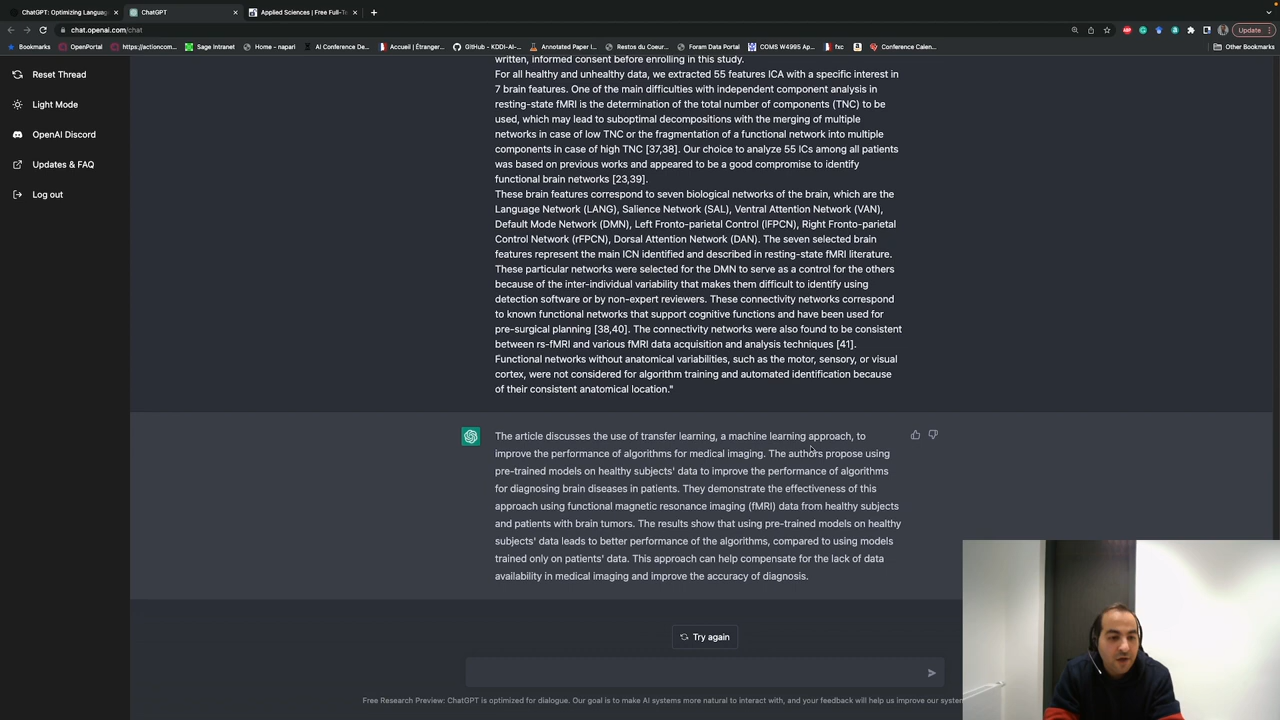 ChatGPT: Optimizing Langua
ChatGPT
Applied Sciences | Free Full-Te
chat.openai.com/chat
Update
Bookmarks
OpenPortal
https://actioncom...
Sage Intranet
Home - napari
AI Conference De...
Accueil | Étranger...
GitHub - KDDI-AI-...
Annotated Paper I...
Restos du Coeur...
Foram Data Portal
COMS W4995 Ap...
fxc
Conference Calen...
Other Bookmarks
Reset Thread
Light Mode
OpenAI Discord
Updates & FAQ
Log out
written, informed consent before enrolling in this study.
For all healthy and unhealthy data, we extracted 55 features ICA with a specific interest in
7 brain features. One of the main difficulties with independent component analysis in
resting-state fMRI is the determination of the total number of components (TNC) to be
used, which may lead to suboptimal decompositions with the merging of multiple
networks in case of low TNC or the fragmentation of a functional network into multiple
components in case of high TNC [37,38]. Our choice to analyze 55 ICs among all patients
was based on previous works and appeared to be a good compromise to identify
functional brain networks [23,39].
These brain features correspond to seven biological networks of the brain, which are the
Language Network (LANG), Salience Network (SAL), Ventral Attention Network (VAN),
Default Mode Network (DMN), Left Fronto-parietal Control (lFPCN), Right Fronto-parietal
Control Network (rFPCN), Dorsal Attention Network (DAN). The seven selected brain
features represent the main ICN identified and described in resting-state fMRI literature.
These particular networks were selected for the DMN to serve as a control for the others
because of the inter-individual variability that makes them difficult to identify using
detection software or by non-expert reviewers. These connectivity networks correspond
to known functional networks that support cognitive functions and have been used for
pre-surgical planning [38,40]. The connectivity networks were also found to be consistent
between rs-fMRI and various fMRI data acquisition and analysis techniques [41].
Functional networks without anatomical variabilities, such as the motor, sensory, or visual
cortex, were not considered for algorithm training and automated identification because
of their consistent anatomical location."
The article discusses the use of transfer learning, a machine learning approach, to
improve the performance of algorithms for medical imaging. The authors propose using
pre-trained models on healthy subjects' data to improve the performance of algorithms
for diagnosing brain diseases in patients. They demonstrate the effectiveness of this
approach using functional magnetic resonance imaging (fMRI) data from healthy subjects
and patients with brain tumors. The results show that using pre-trained models on healthy
subjects' data leads to better performance of the algorithms, compared to using models
trained only on patients' data. This approach can help compensate for the lack of data
availability in medical imaging and improve the accuracy of diagnosis.
Try again
Free Research Preview: ChatGPT is optimized for dialogue. Our goal is to make AI systems more natural to interact with, and your feedback will help us improve our system